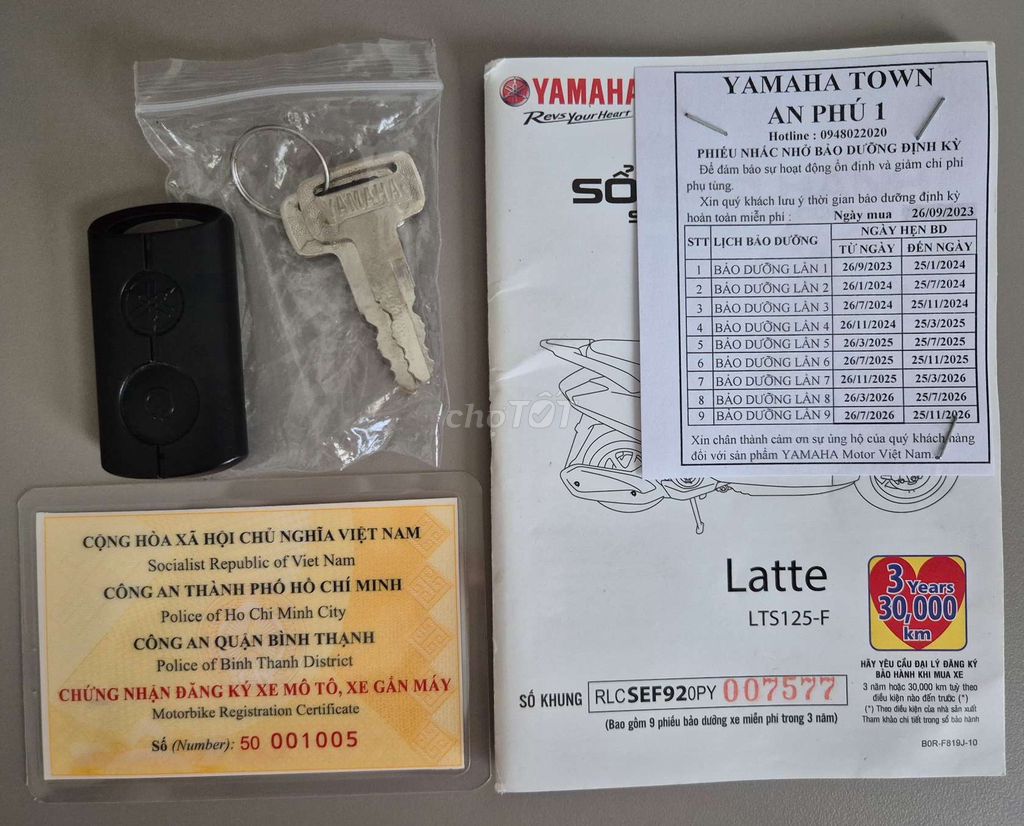 YAMAHA
choTỐT
CỘNG HÒA XÃ HỘI CHỦ NGHĨA VIỆT NAM
Socialist Republic of Viet Nam
CÔNG AN THÀNH PHỐ HỒ CHÍ MINH
Police of Ho Chi Minh City
CÔNG AN QUẬN BÌNH THẠNH
Police of Binh Thanh District
CHỨNG NHẬN ĐĂNG KÝ XE MÔ TÔ, XE GẮN MÁY
Motorbike Registration Certificate
Số (Number): 50 001005
YAMAHA
Revs Your Heart
SỔ
YAMAHA TOWN
AN PHÚ 1
Hotline : 0948022020
PHIẾU NHẮC NHỞ BẢO DƯỠNG ĐỊNH KỲ
Để đảm bảo sự hoạt động ổn định và giảm chi phí
phụ tùng.
Xin quý khách lưu ý thời gian bảo dưỡng định kỳ
hoàn toàn miễn phí : Ngày mua 26/09/2023
STT LỊCH BẢO DƯỠNG NGÀY HẸN BD
TỪ NGÀY ĐẾN NGÀY
1 BẢO DƯỠNG LẦN 1 26/9/2023 25/1/2024
2 BẢO DƯỠNG LẦN 2 26/1/2024 25/7/2024
3 BẢO DƯỠNG LẦN 3 26/7/2024 25/11/2024
4 BẢO DƯỠNG LẦN 4 26/11/2024 25/3/2025
5 BẢO DƯỠNG LẦN 5 26/3/2025 25/7/2025
6 BẢO DƯỠNG LẦN 6 26/7/2025 25/11/2025
7 BẢO DƯỠNG LẦN 7 26/11/2025 25/3/2026
8 BẢO DƯỠNG LẦN 8 26/3/2026 25/7/2026
9 BẢO DƯỠNG LẦN 9 26/7/2026 25/11/2026
Xin chân thành cảm ơn sự ủng hộ của quý khách hàng
đối với sản phẩm YAMAHA Motor Việt Nam.
Latte
LTS125-F
3 Years
30,000
km
HÃY YÊU CẦU ĐẠI LÝ ĐĂNG KÝ
BẢO HÀNH KHI MUA XE
3 năm hoặc 30,000 km tuỳ theo
điều kiện nào đến trước (*)
(*) Theo điều kiện của nhà sản xuất
Tham khảo chi tiết trong sổ bảo hành
SỐ KHUNG RLCSEF920PY 007577
(Bao gồm 9 phiếu bảo dưỡng xe miễn phí trong 3 năm)
B0R-F819J-10